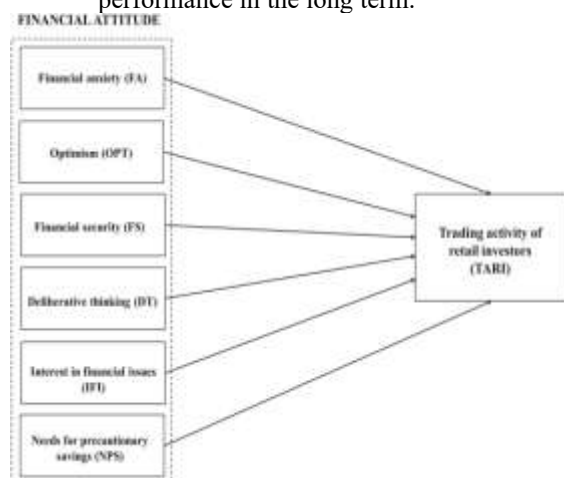 performance in the long term.
FINANCIAL ATTITUDE
Financial anxiety (FA)
Optimism (OPT)
Financial security (FS)
Deliberative thinking (DT)
Interest in financial issues
(IFI)
Needs for precautionary
savings (NPS)
Trading activity of
retail investors
(TARI)